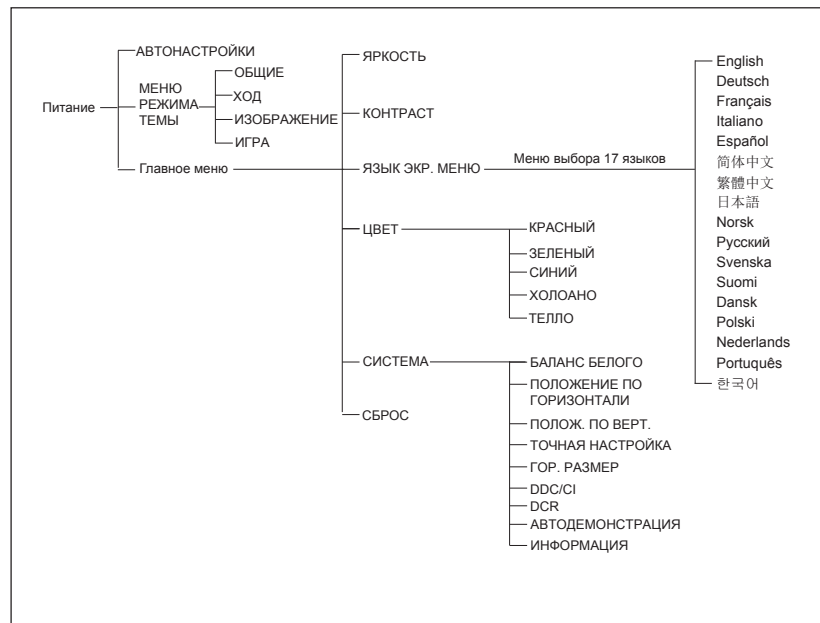 Питание
АВТОНАСТРОЙКИ
МЕНЮ
РЕЖИМА
ТЕМЫ
ОБЩИЕ
ХОД
ИЗОБРАЖЕНИЕ
ИГРА
Главное меню
ЯРКОСТЬ
КОНТРАСТ
ЯЗЫК ЭКР. МЕНЮ
Меню выбора 17 языков
English
Deutsch
Français
Italiano
Español
简体中文
繁體中文
日本語
Norsk
Русский
Svenska
Suomi
Dansk
Polski
Nederlands
Portuquês
한국어
ЦВЕТ
КРАСНЫЙ
ЗЕЛЕНЫЙ
СИНИЙ
ХОЛОАНО
ТЕЛЛО
СИСТЕМА
БАЛАНС БЕЛОГО
ПОЛОЖЕНИЕ ПО
ГОРИЗОНТАЛИ
ПОЛОЖ. ПО ВЕРТ.
ТОЧНАЯ НАСТРОЙКА
ГОР. РАЗМЕР
DDC/CI
DCR
АВТОДЕМОНСТРАЦИЯ
ИНФОРМАЦИЯ
СБРОС